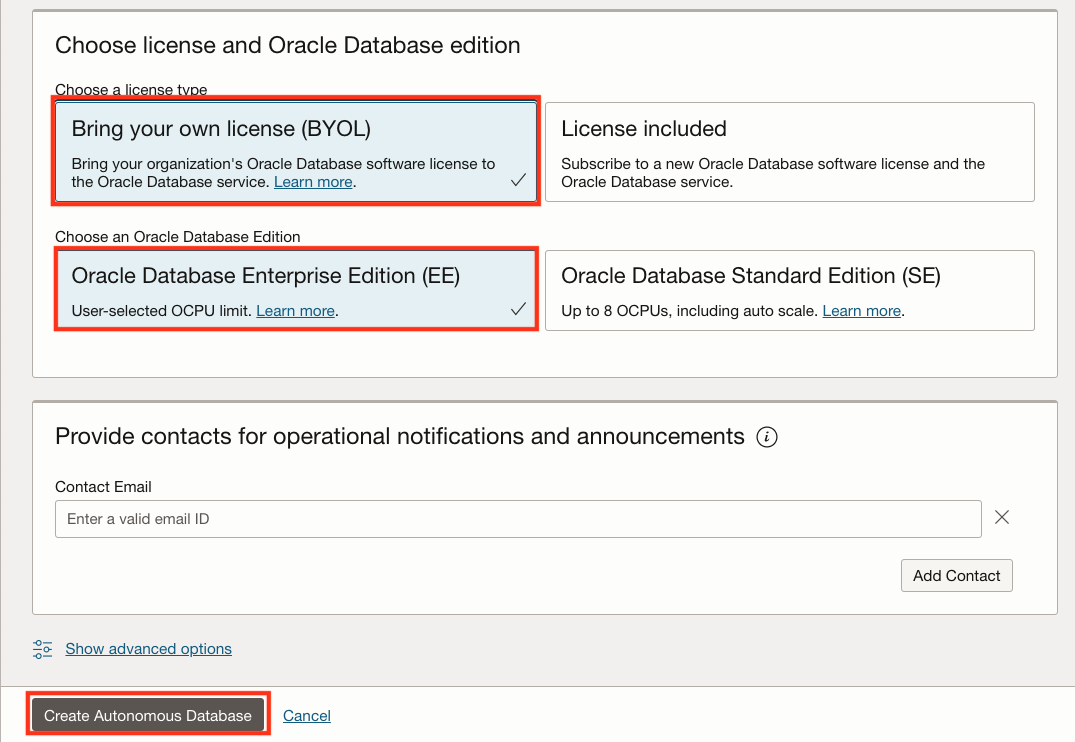 Choose license and Oracle Database edition
Choose a license type
Bring your own license (BYOL)
Bring your organization's Oracle Database software license to
the Oracle Database service. Learn more.
License included
Subscribe to a new Oracle Database software license and the
Oracle Database service.
Choose an Oracle Database Edition
Oracle Database Enterprise Edition (EE)
User-selected OCPU limit. Learn more.
Oracle Database Standard Edition (SE)
Up to 8 OCPUs, including auto scale. Learn more.
Provide contacts for operational notifications and announcements
Contact Email
Enter a valid email ID
Add Contact
Show advanced options
Create Autonomous Database
Cancel